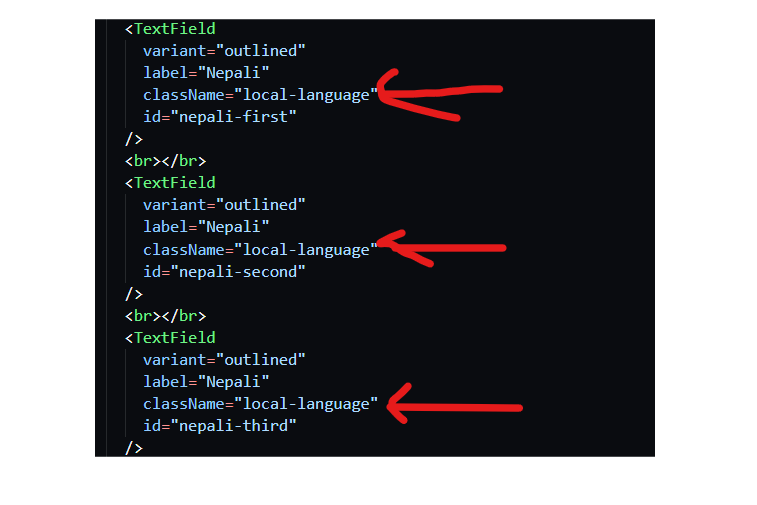 <TextField
variant="outlined"
label="Nepali"
className="local-language"
id="nepali-first"
/>
<br></br>
<TextField
variant="outlined"
label="Nepali"
className="local-language"
id="nepali-second"
/>
<br></br>
<TextField
variant="outlined"
label="Nepali"
className="local-language"
id="nepali-third"
/>